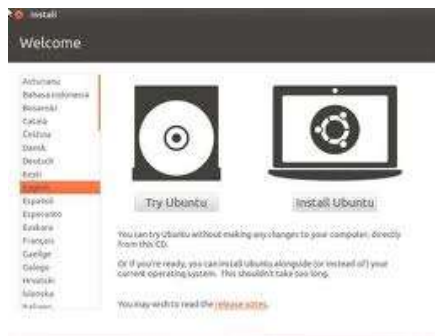 Install
Welcome
Asturianu
Bahasa Indonesia
Bosanski
Català
Čeština
Dansk
Deutsch
Eesti
English
Español
Esperanto
Euskara
Français
Gaeilge
Galego
Hrvatski
Íslenska
Italiano
Try Ubuntu
Install Ubuntu
You can try Ubuntu without making any changes to your computer, directly
from this CD.
Or if you're ready, you can install Ubuntu alongside (or instead of) your
current operating system. This shouldn't take too long.
You may wish to read the release notes.